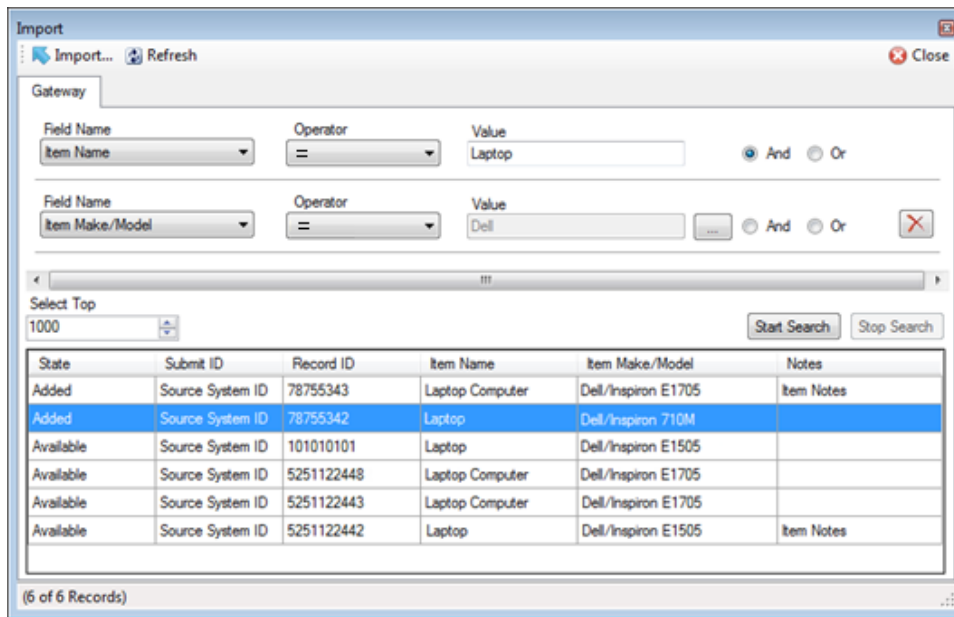 Import
Import... Refresh Close
Gateway
Field Name Operator Value
Item Name = Laptop And Or
Field Name Operator Value
Item Make/Model = Dell ... And Or
Select Top
1000 Start Search Stop Search
State Submit ID Record ID Item Name Item Make/Model Notes
Added Source System ID 78755343 Laptop Computer Dell/Inspiron E1705 Item Notes
Added Source System ID 78755342 Laptop Dell/Inspiron 710M
Available Source System ID 101010101 Laptop Dell/Inspiron E1505
Available Source System ID 5251122448 Laptop Computer Dell/Inspiron E1705
Available Source System ID 5251122443 Laptop Computer Dell/Inspiron E1705
Available Source System ID 5251122442 Laptop Dell/Inspiron E1505 Item Notes
(6 of 6 Records)